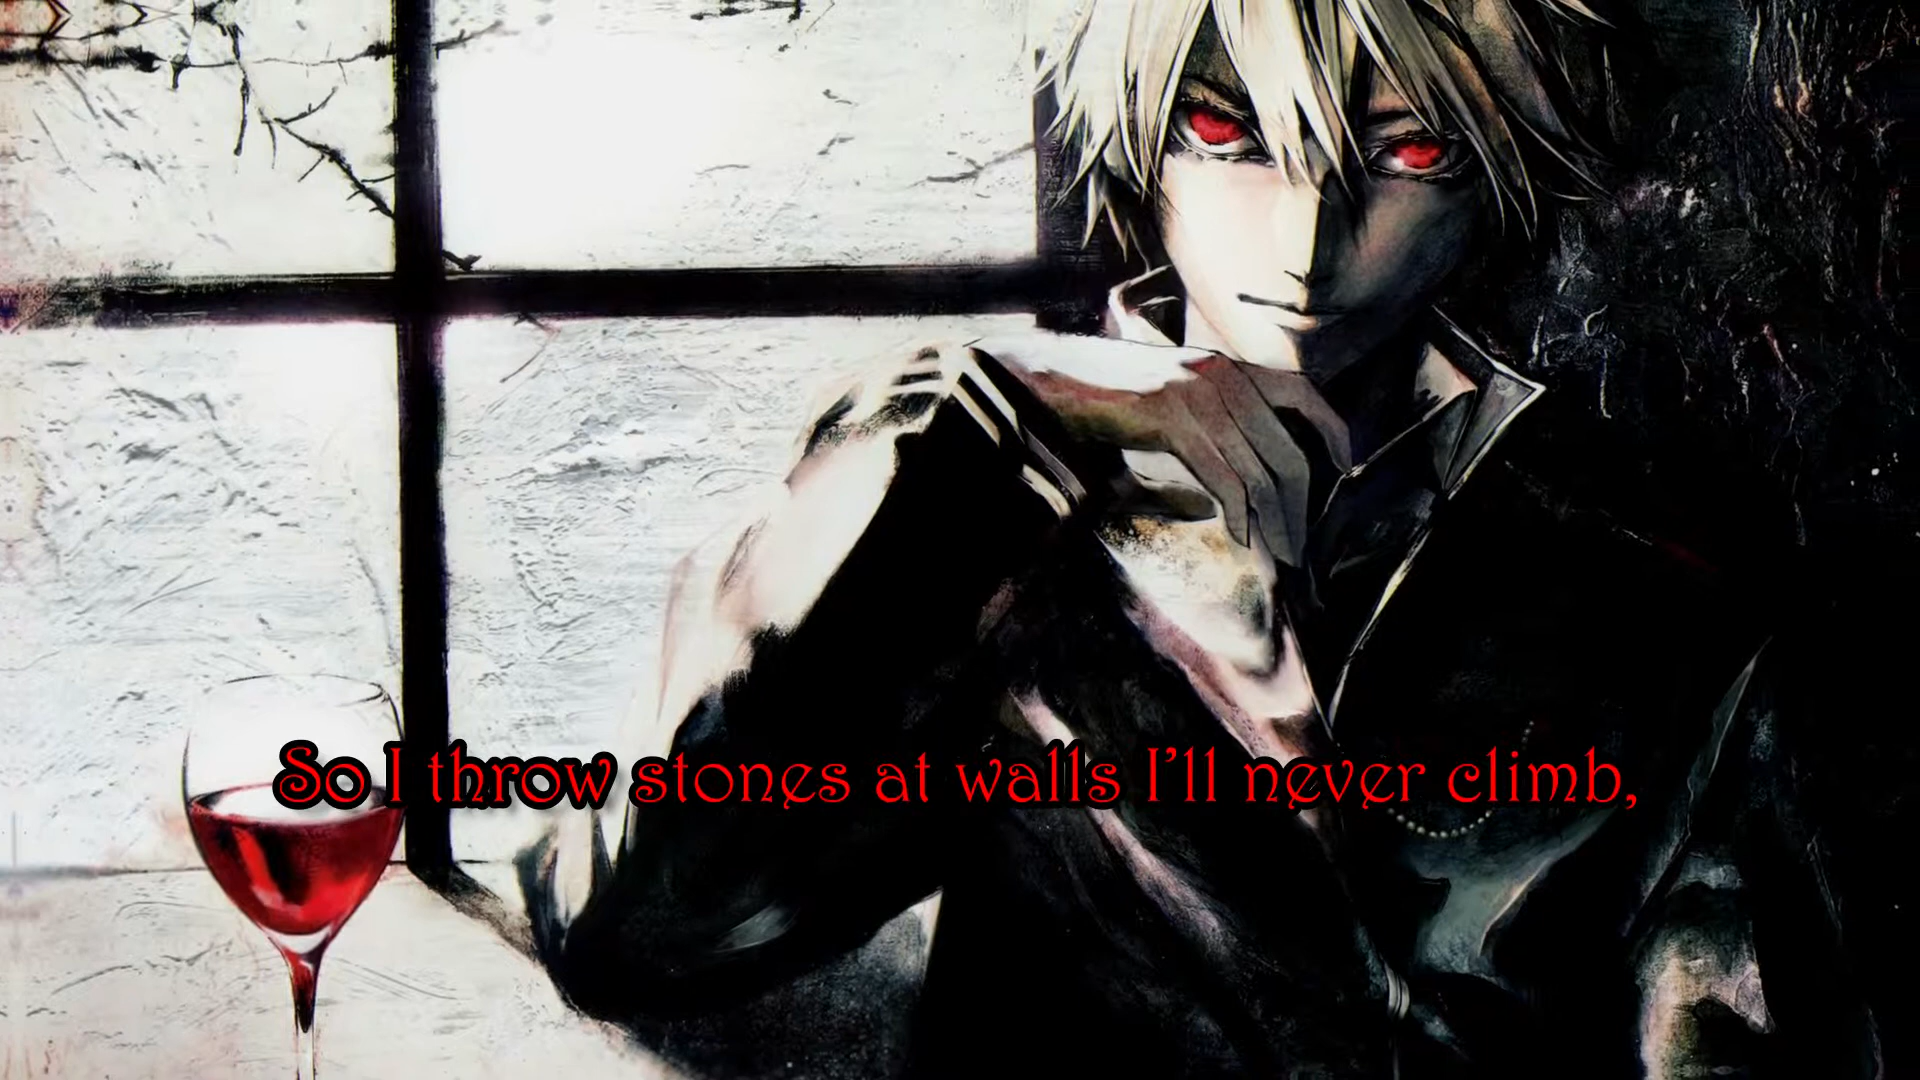 So I throw stones at walls I’ll never climb,